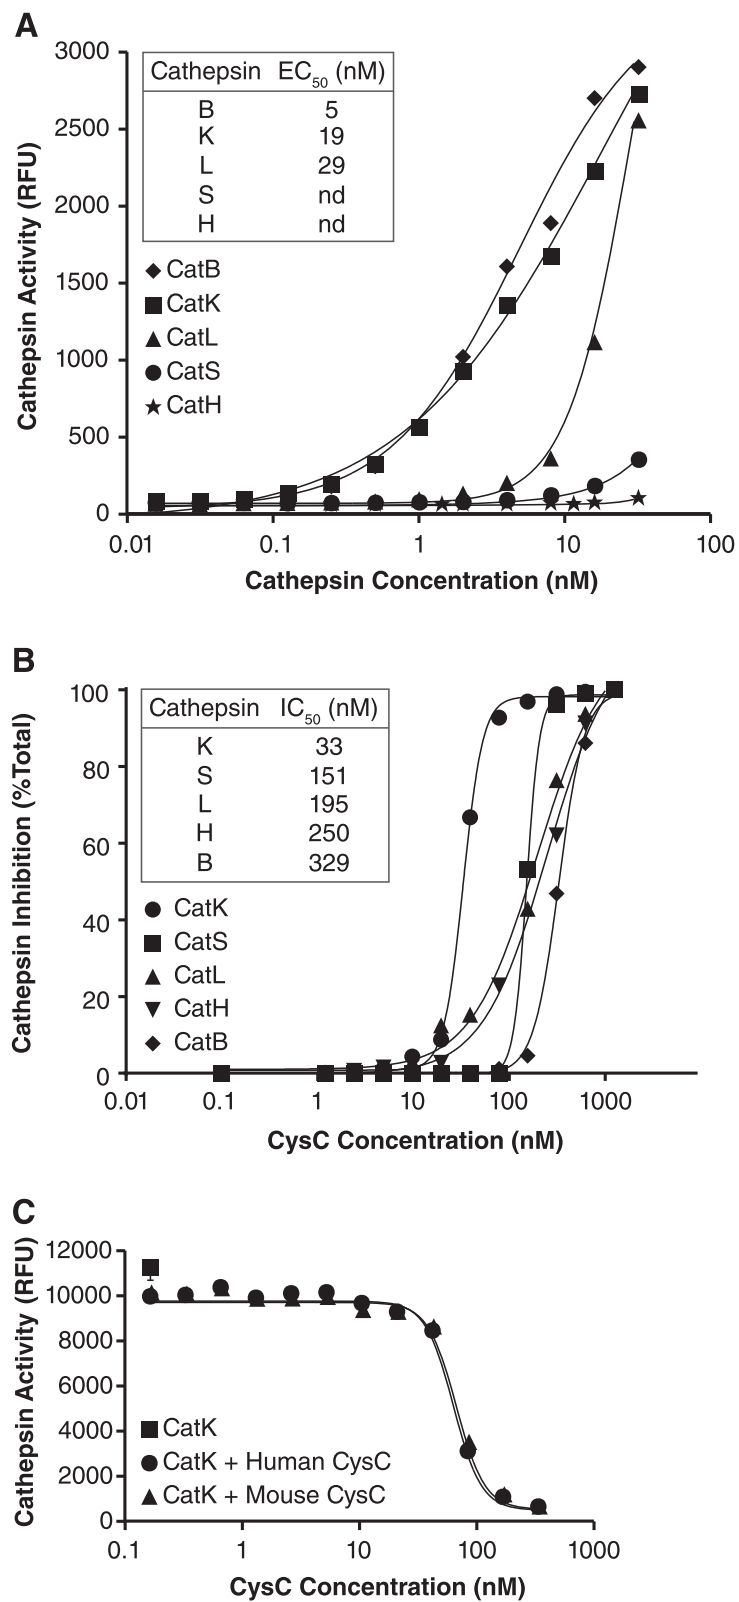 A
3000
2500
2000
1500
1000
500
0
Cathepsin Activity (RFU)
Cathepsin EC50 (nM)
B 5
K 19
L 29
S nd
H nd
CatB
CatK
CatL
CatS
CatH
0.01 0.1 1 10 100
Cathepsin Concentration (nM)
B
100
80
60
40
20
0
Cathepsin Inhibition (%Total)
Cathepsin IC50 (nM)
K 33
S 151
L 195
H 250
B 329
CatK
CatS
CatL
CatH
CatB
0.01 0.1 1 10 100 1000
CysC Concentration (nM)
C
12000
10000
8000
6000
4000
2000
0
Cathepsin Activity (RFU)
CatK
CatK + Human CysC
CatK + Mouse CysC
0.1 1 10 100 1000
CysC Concentration (nM)